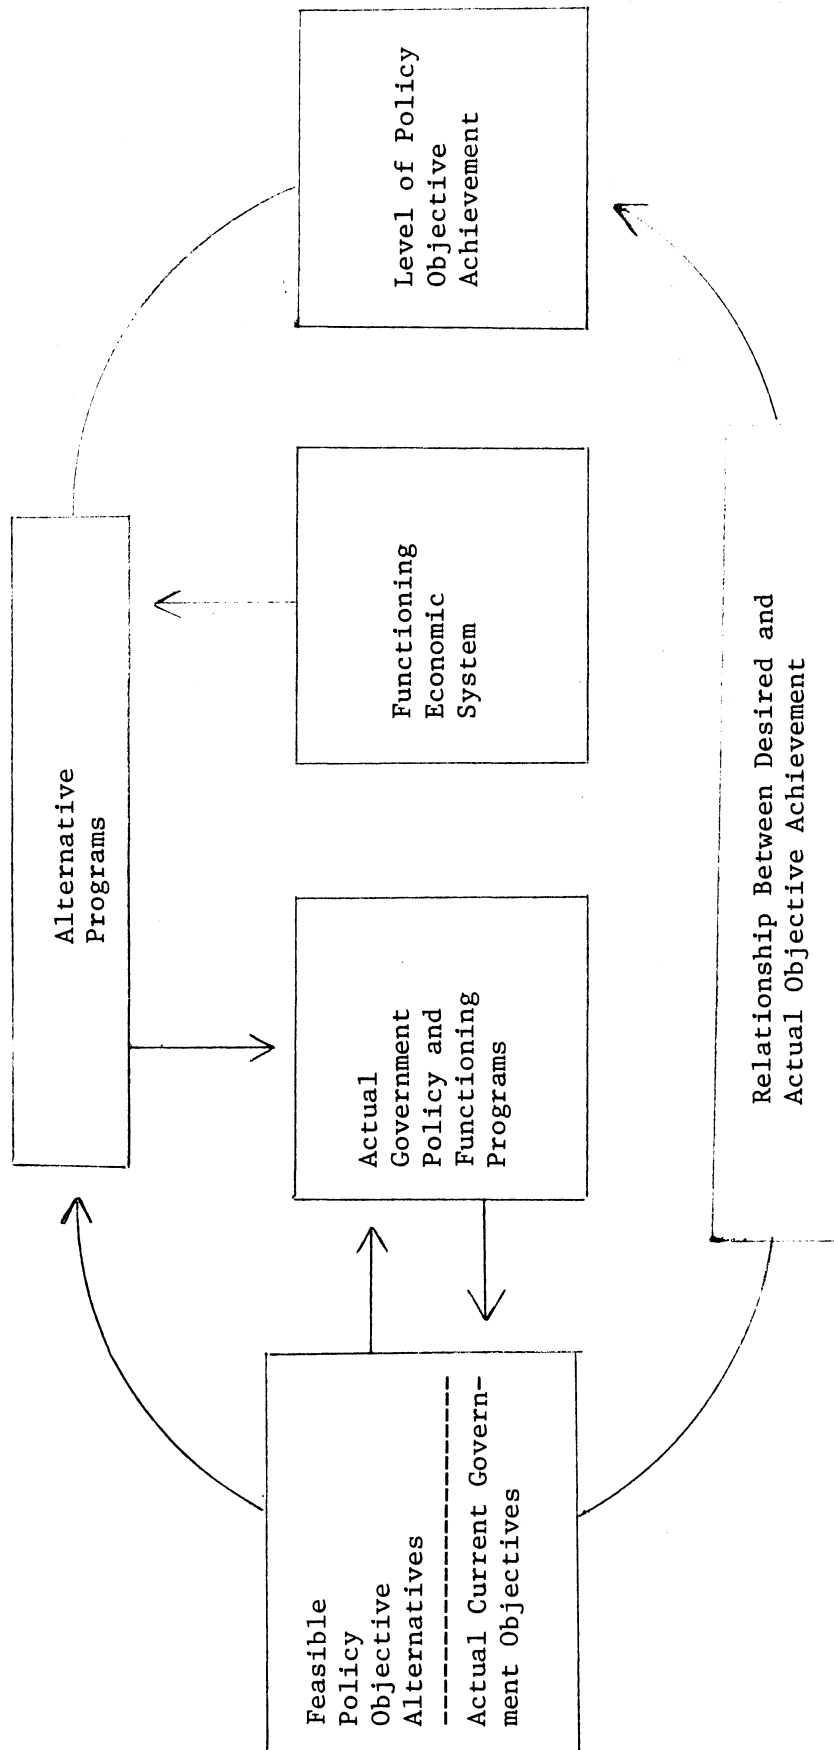 Alternative
Programs
Feasible
Policy
Objective
Alternatives
Actual Current Govern-
ment Objectives
Actual
Government
Policy and
Functioning
Programs
Functioning
Economic
System
Level of Policy
Objective
Achievement
Relationship Between Desired and
Actual Objective Achievement